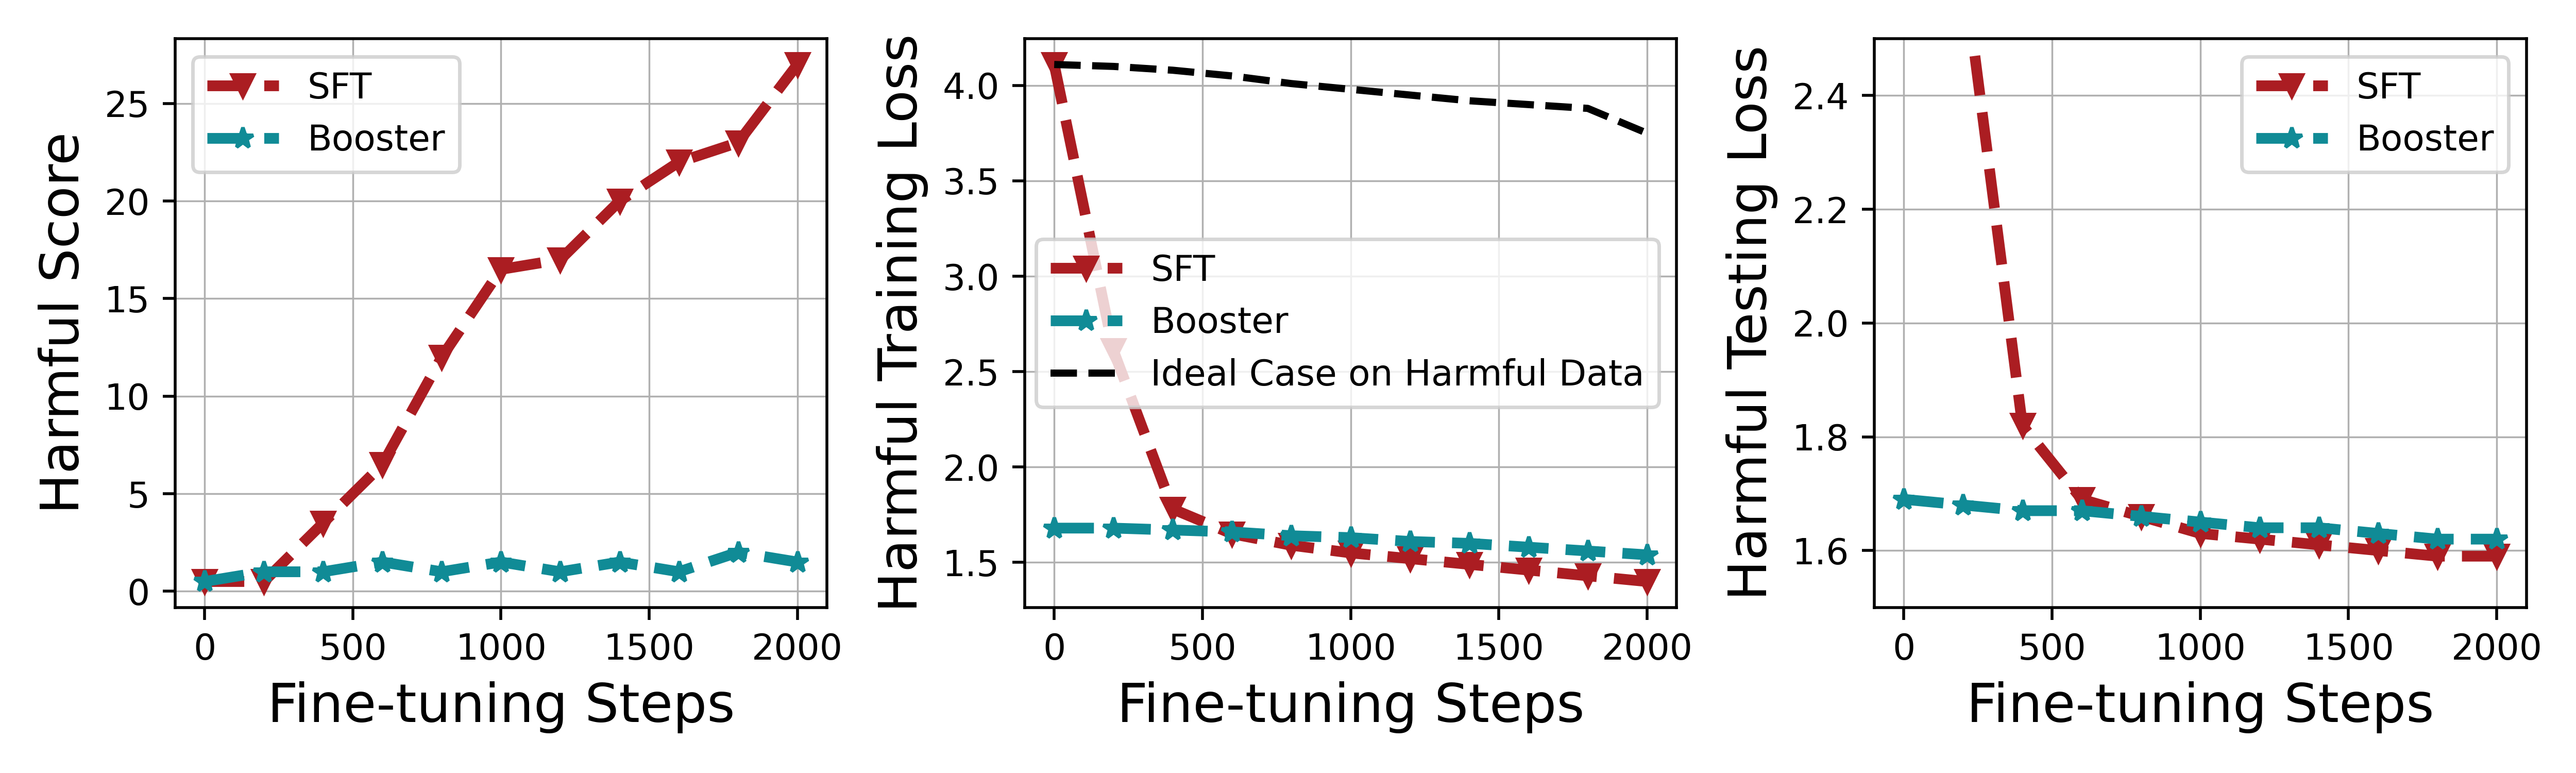 Harmful Score
25
20
15
10
5
0
SFT
Booster
0 500 1000 1500 2000
Fine-tuning Steps
Harmful Training Loss
4.0
3.5
3.0
2.5
2.0
1.5
SFT
Booster
Ideal Case on Harmful Data
0 500 1000 1500 2000
Fine-tuning Steps
Harmful Testing Loss
2.4
2.2
2.0
1.8
1.6
SFT
Booster
0 500 1000 1500 2000
Fine-tuning Steps